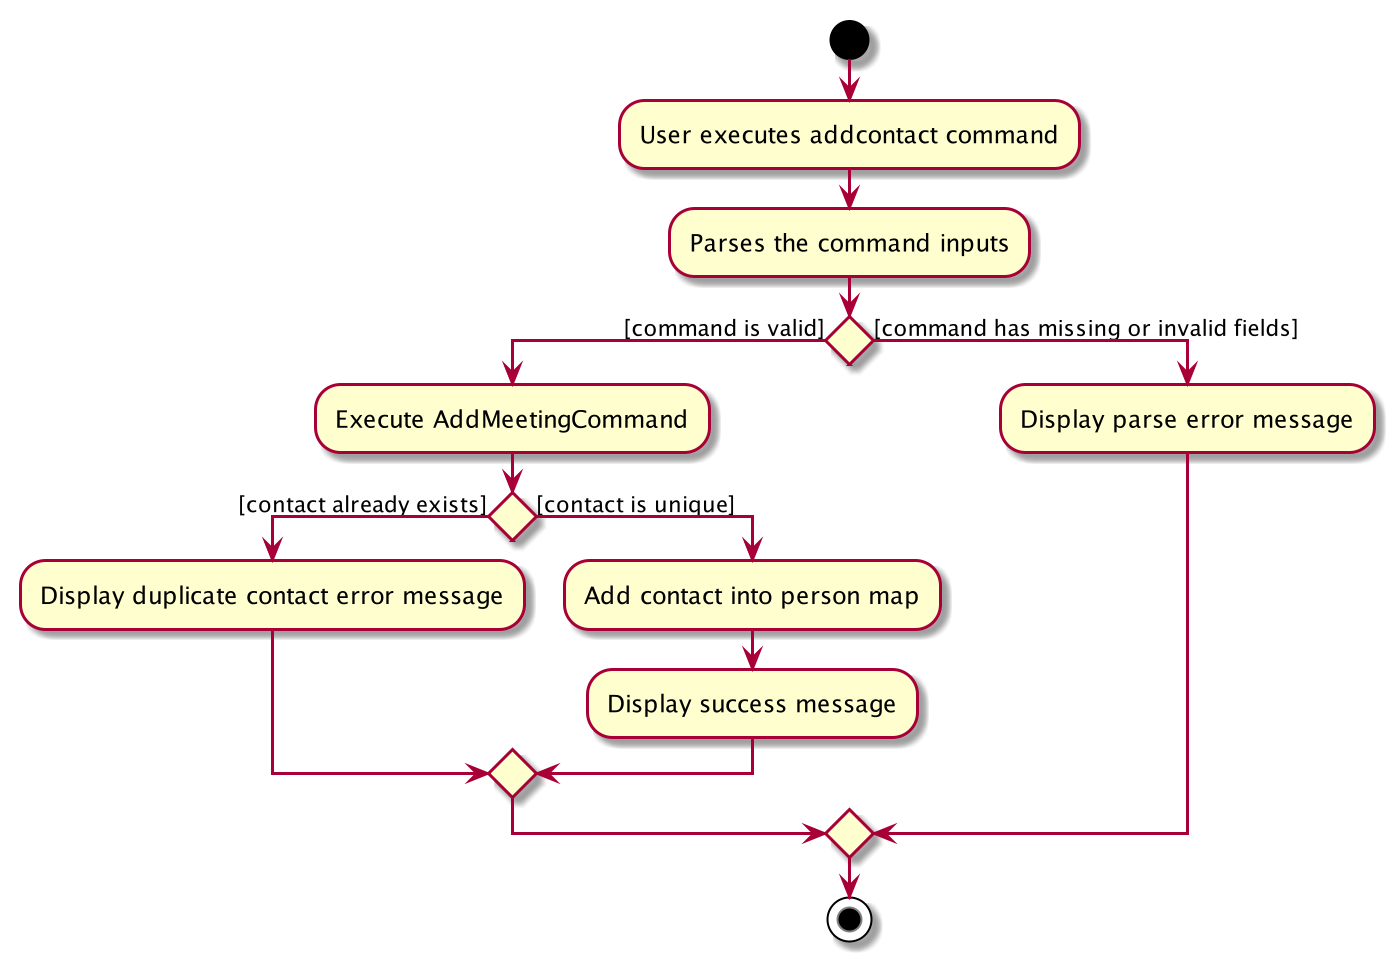 User executes addcontact command
Parses the command inputs
[command is valid]
[command has missing or invalid fields]
Execute AddMeetingCommand
Display parse error message
[contact already exists]
[contact is unique]
Display duplicate contact error message
Add contact into person map
Display success message